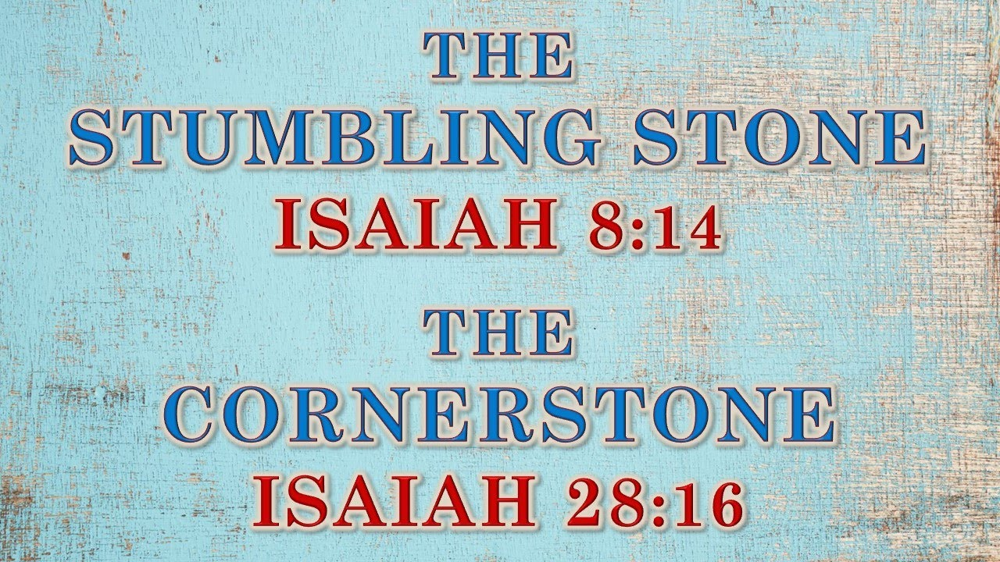 THE
STUMBLING STONE
ISAIAH 8:14
THE
CORNERSTONE
ISAIAH 28:16